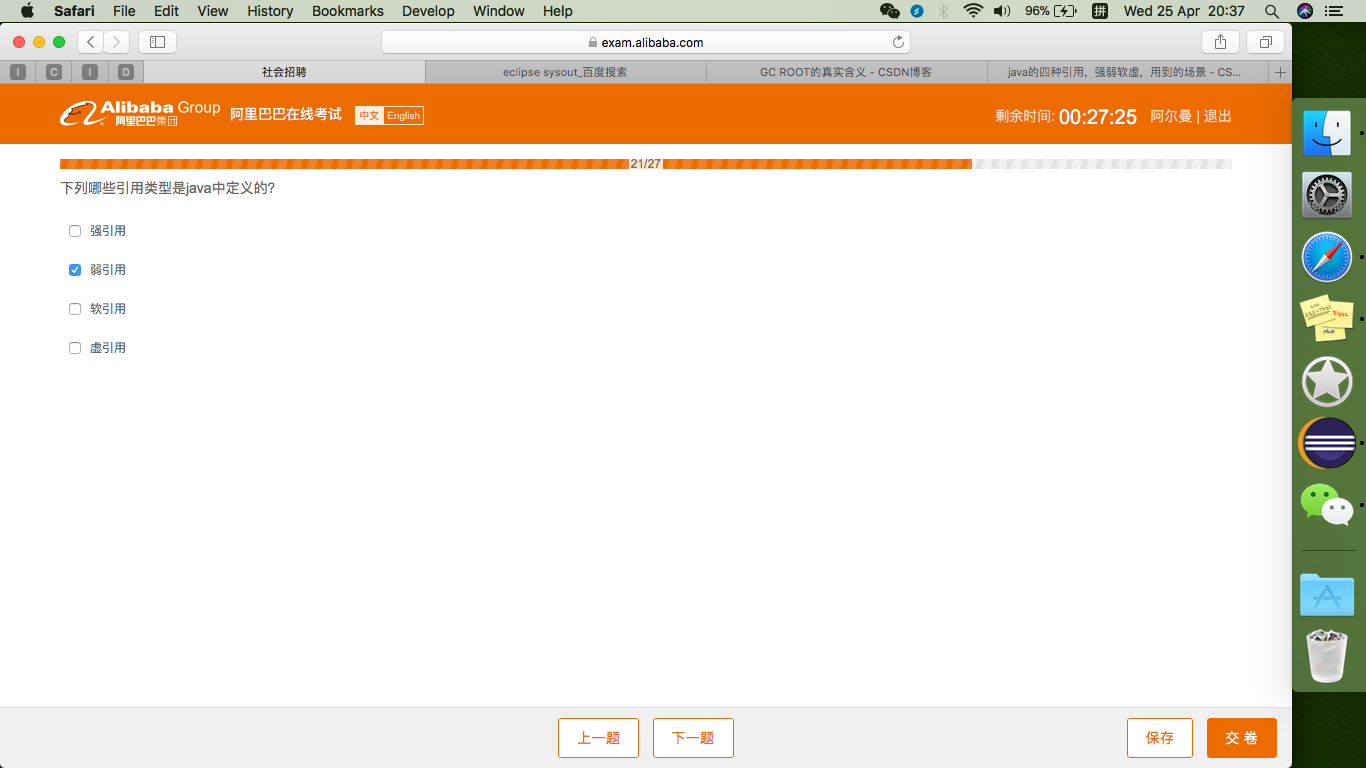 Safari File Edit View History Bookmarks Develop Window Help 96% 拼 Wed 25 Apr 20:37
exam.alibaba.com
I C I D 社会招聘 eclipse sysout_百度搜索 GC ROOT的真实含义 - CSDN博客 java的四种引用，强弱软虚，用到的场景 - CS...
Alibaba Group
阿里巴巴集团
阿里巴巴在线考试 中文 English 剩余时间: 00:27:25 阿尔曼 | 退出
21/27
下列哪些引用类型是java中定义的?
强引用
弱引用
软引用
虚引用
上一题 下一题 保存 交 卷